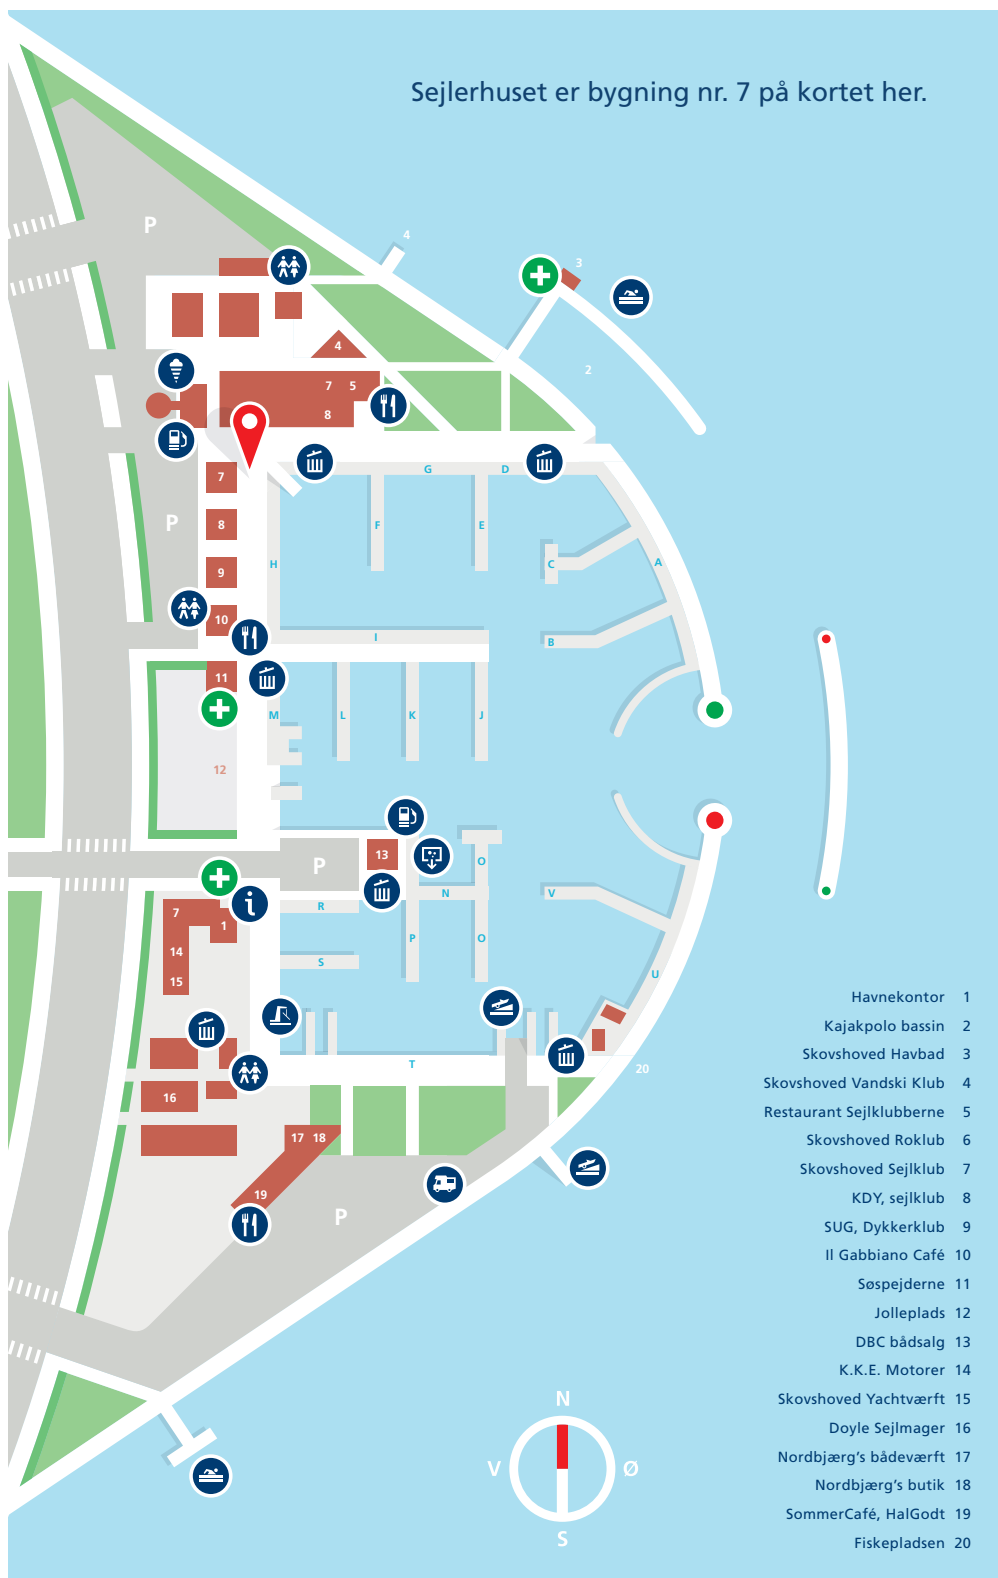 Sejlerhuset er bygning nr. 7 på kortet her.
P
4
3
2
4
7 5
8
G D
7
P
8
F E
C
A
9
H
10
I
B
11
M L K J
12
P
13
O
N
V
R
7
1
P O
14
S
15
U
T
20
16
17 18
19
P
Havnekontor 1
Kajakpolo bassin 2
Skovshoved Havbad 3
Skovshoved Vandski Klub 4
Restaurant Sejlklubberne 5
Skovshoved Roklub 6
Skovshoved Sejlklub 7
KDY, sejlklub 8
SUG, Dykkerklub 9
Il Gabbiano Café 10
Søspejderne 11
Jolleplads 12
DBC bådsalg 13
K.K.E. Motorer 14
Skovshoved Yachtværft 15
Doyle Sejlmager 16
Nordbjærg’s bådeværft 17
Nordbjærg’s butik 18
SommerCafé, HalGodt 19
Fiskepladsen 20
N
V Ø
S